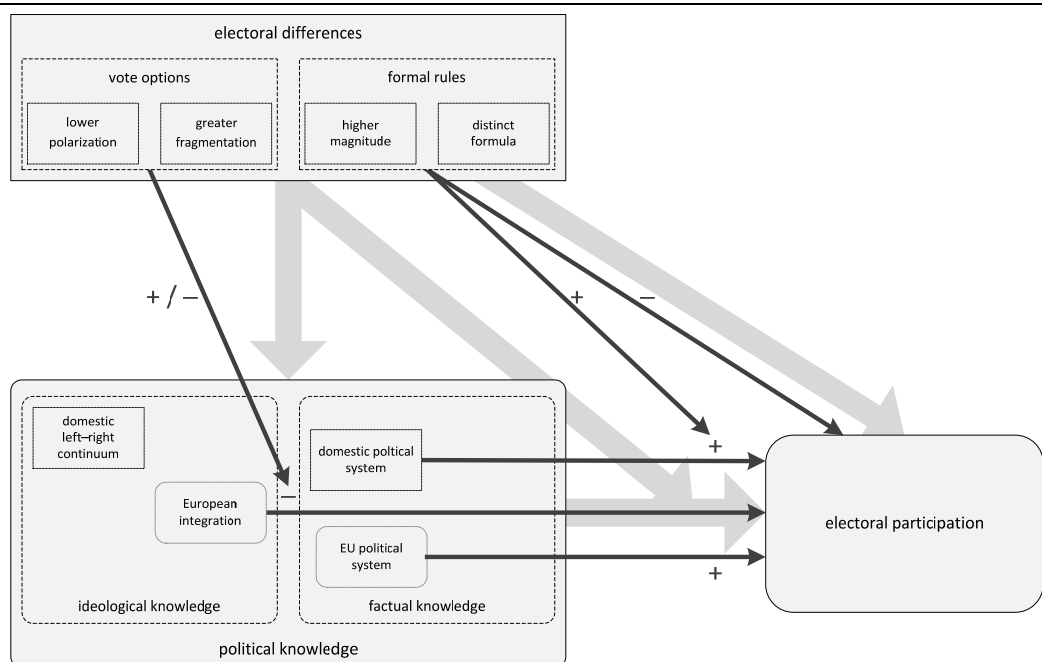 electoral differences
vote options
formal rules
lower
polarization
greater
fragmentation
higher
magnitude
distinct
formula
+ / –
+
–
domestic
left–right
continuum
domestic poltical
system
+
–
European
integration
electoral participation
EU political
system
+
ideological knowledge
factual knowledge
political knowledge